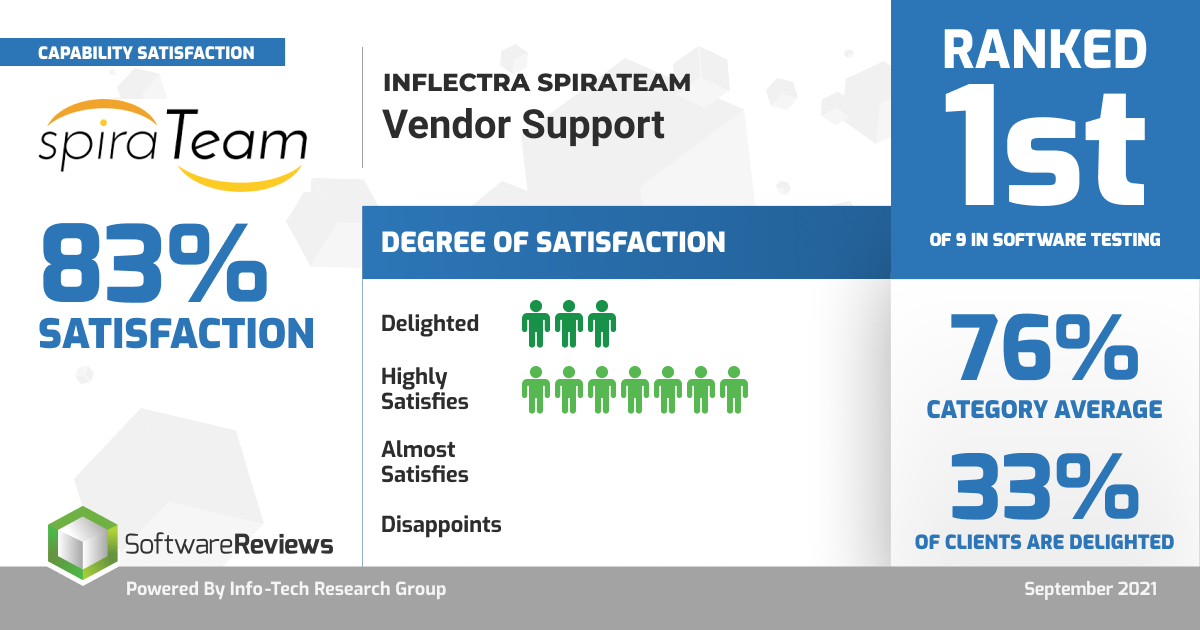 CAPABILITY SATISFACTION
spiraTeam
83%
SATISFACTION
INFLECTRA SPIRATEAM
Vendor Support
DEGREE OF SATISFACTION
Delighted
Highly
Satisfies
Almost
Satisfies
Disappoints
RANKED
1st
OF 9 IN SOFTWARE TESTING
76%
CATEGORY AVERAGE
33%
OF CLIENTS ARE DELIGHTED
SoftwareReviews
Powered By Info-Tech Research Group
September 2021